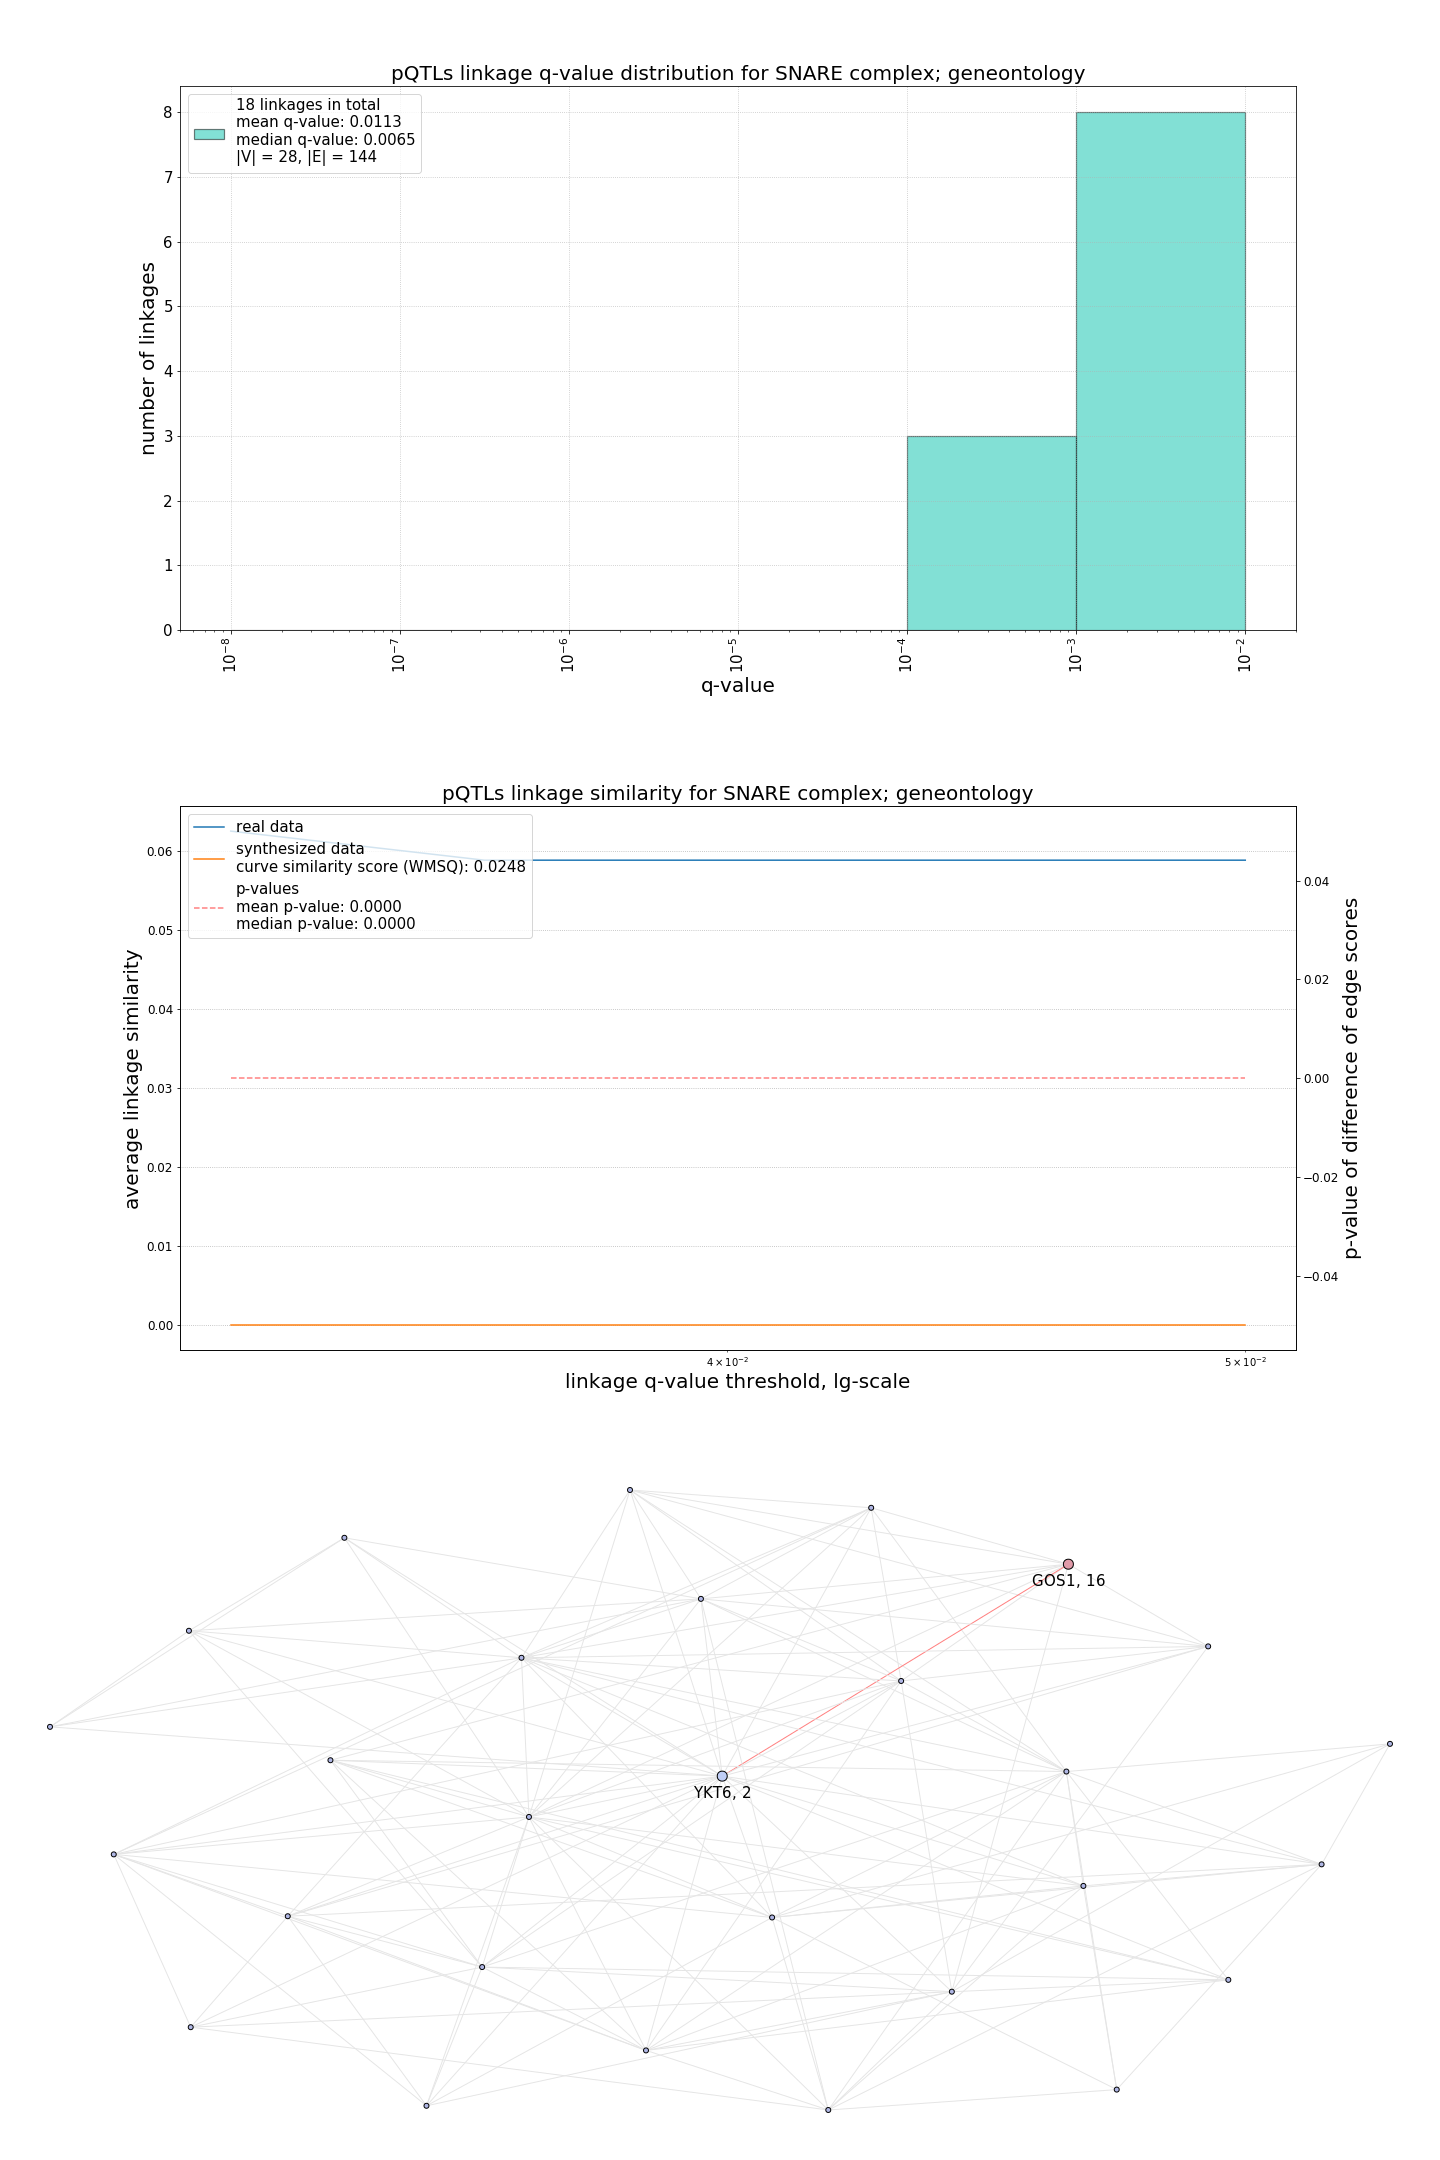 pQTLs linkage q-value distribution for SNARE complex; geneontology
18 linkages in total
mean q-value: 0.0113
median q-value: 0.0065
|V| = 28, |E| = 144
8
7
6
5
4
3
2
1
0
number of linkages
10⁻⁸
10⁻⁷
10⁻⁶
10⁻⁵
10⁻⁴
10⁻³
10⁻²
q-value
pQTLs linkage similarity for SNARE complex; geneontology
real data
synthesized data
curve similarity score (WMSQ): 0.0248
p-values
mean p-value: 0.0000
median p-value: 0.0000
0.06
0.05
0.04
0.03
0.02
0.01
0.00
average linkage similarity
0.04
0.02
0.00
−0.02
−0.04
p-value of difference of edge scores
4 × 10⁻²
5 × 10⁻²
linkage q-value threshold, lg-scale
GOS1, 16
YKT6, 2